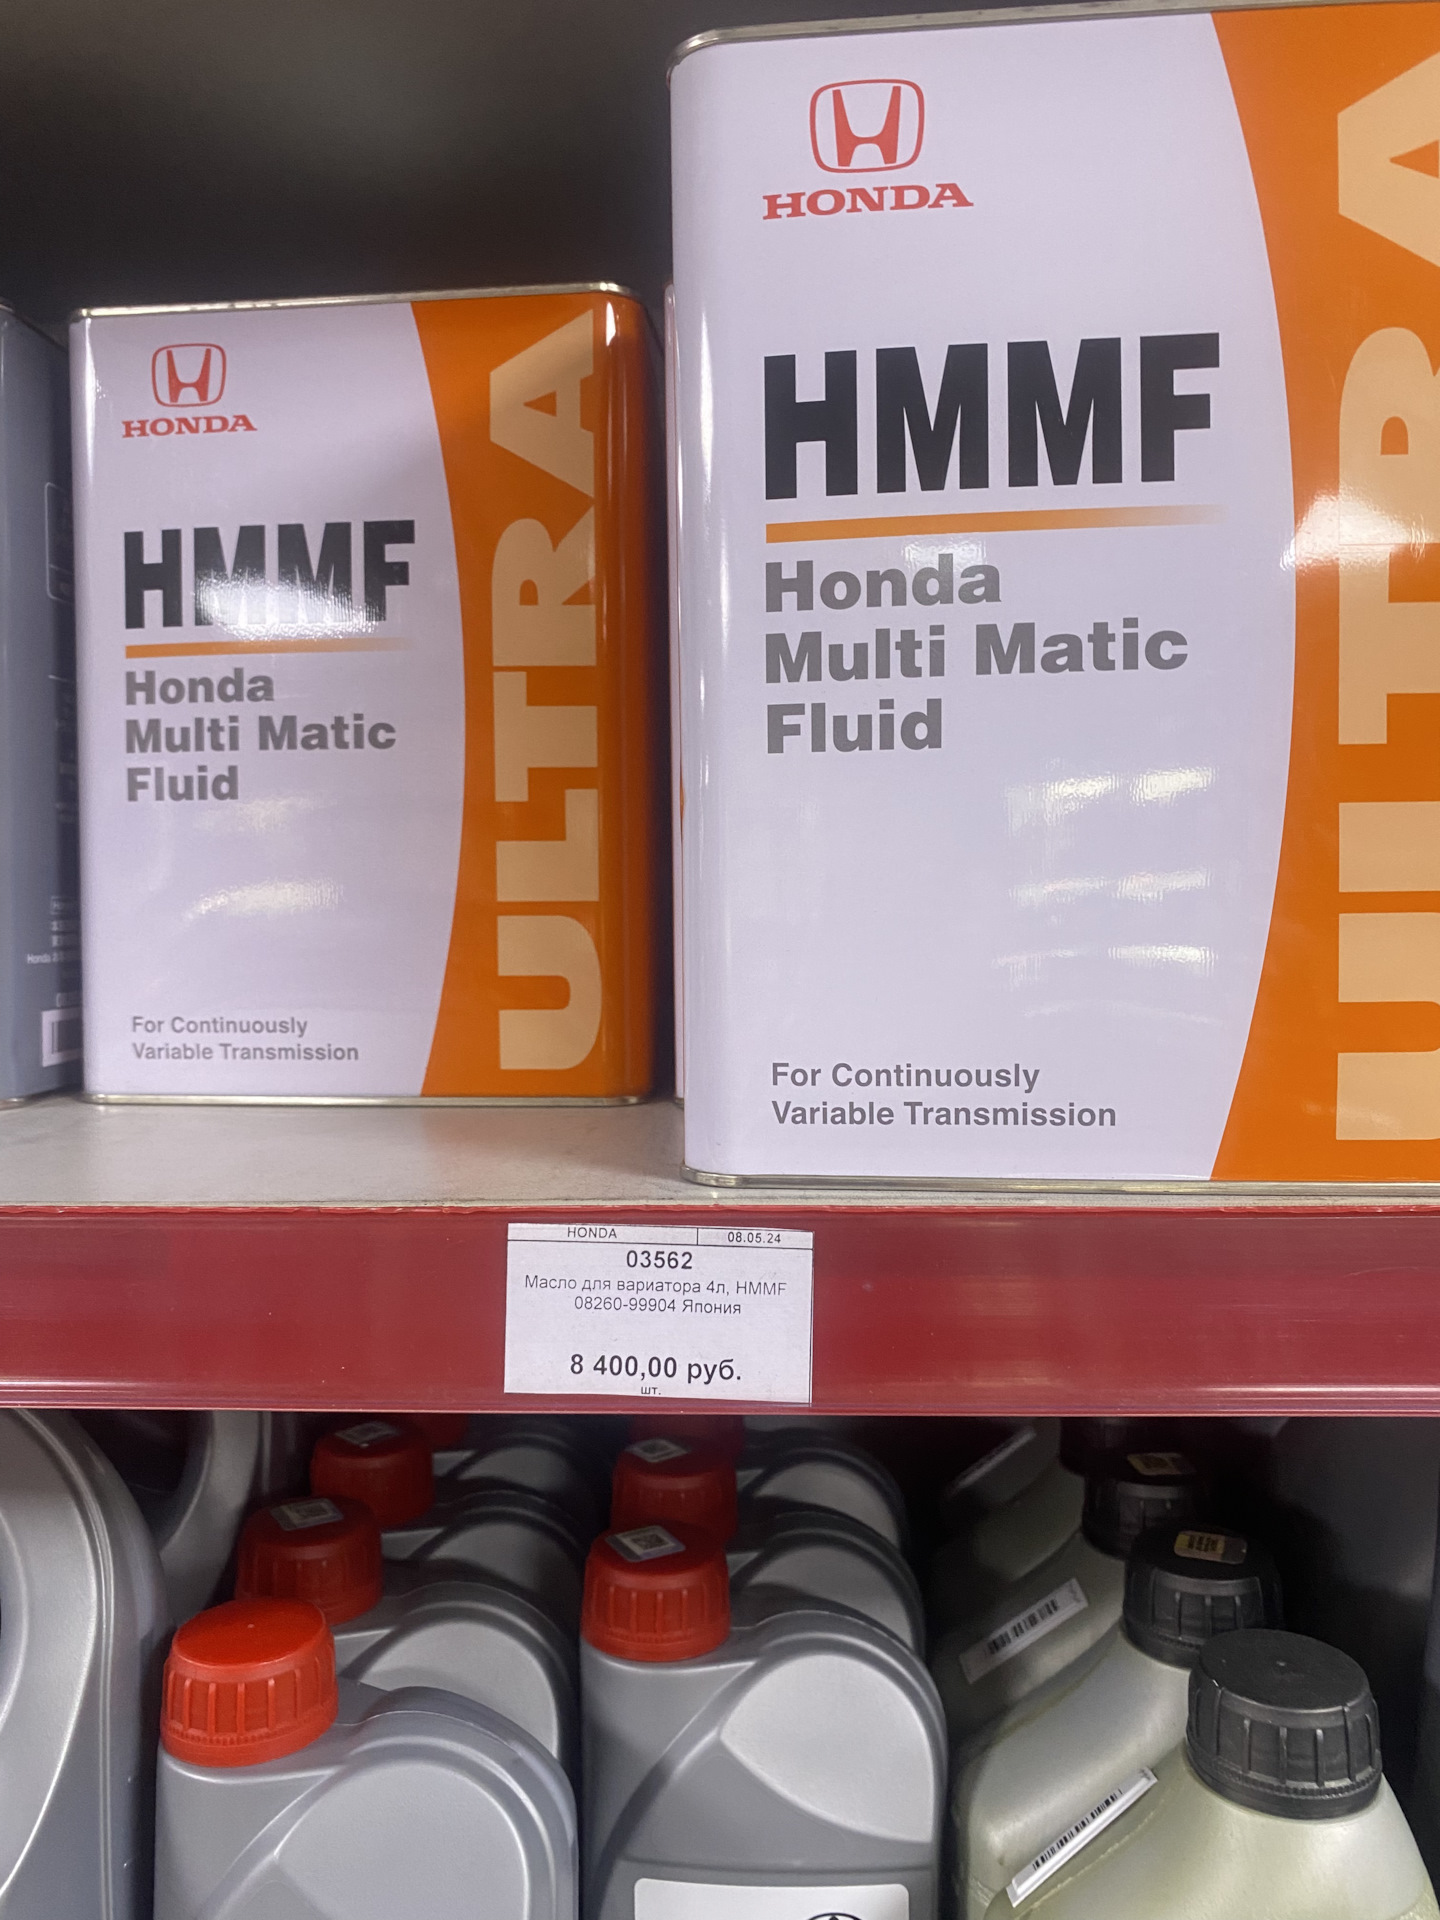 HONDA
HMMF
Honda
Multi Matic
Fluid
For Continuously
Variable Transmission
ULTRA
HONDA
HMMF
Honda
Multi Matic
Fluid
For Continuously
Variable Transmission
ULTRA
Honda
HONDA 08.05.24
03562
Масло для вариатора 4л, HMMF
08260-99904 Япония
8 400,00 руб.
шт.